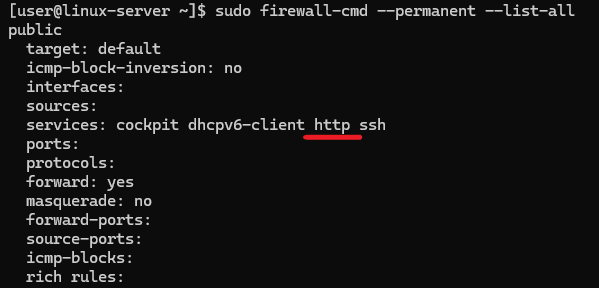 [user@linux-server ~]$ sudo firewall-cmd --permanent --list-all
public
  target: default
  icmp-block-inversion: no
  interfaces:
  sources:
  services: cockpit dhcpv6-client http ssh
  ports:
  protocols:
  forward: yes
  masquerade: no
  forward-ports:
  source-ports:
  icmp-blocks:
  rich rules: